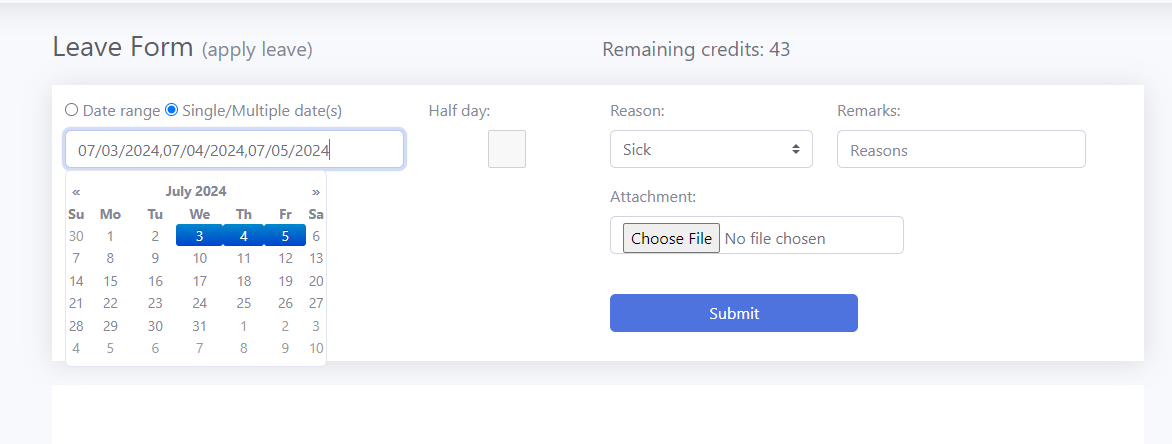 Leave Form (apply leave)
Remaining credits: 43
Date range Single/Multiple date(s)
Half day:
Reason:
Remarks:
07/03/2024,07/04/2024,07/05/2024
Sick
Reasons
« July 2024 »
Su Mo Tu We Th Fr Sa
30 1 2 3 4 5 6
7 8 9 10 11 12 13
14 15 16 17 18 19 20
21 22 23 24 25 26 27
28 29 30 31 1 2 3
4 5 6 7 8 9 10
Attachment:
Choose File No file chosen
Submit